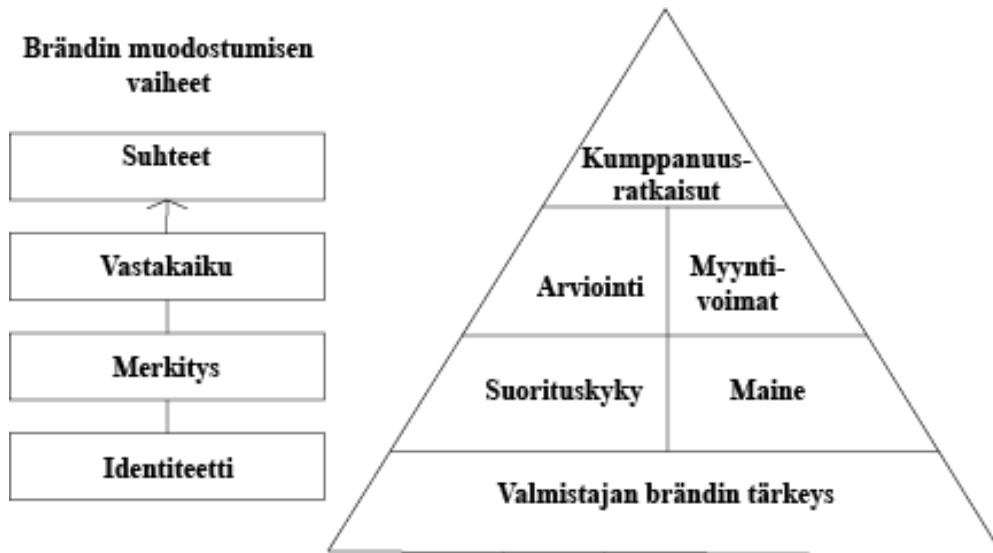 Brändin muodostumisen
vaiheet
Suhteet
Vastakaiku
Merkitys
Identiteetti
Kumppanuus-
ratkaisut
Arviointi
Myynti-
voimat
Suorituskyky
Maine
Valmistajan brändin tärkeys